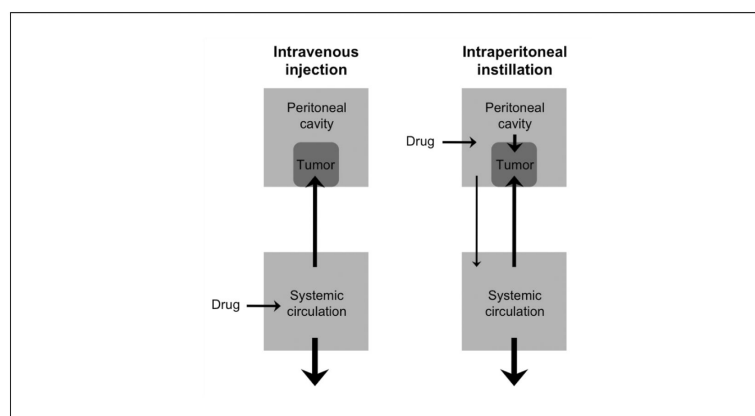 Intravenous
injection
Peritoneal
cavity
Tumor
Drug
Systemic
circulation
Intraperitoneal
instillation
Peritoneal
cavity
Drug
Tumor
Systemic
circulation